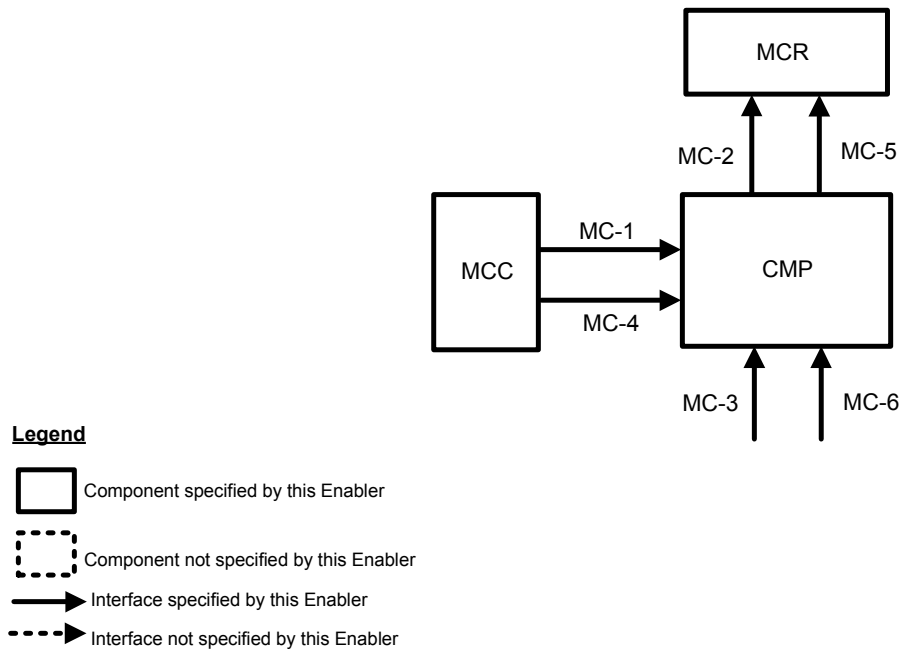 MCR
MC-2
MC-5
MCC
MC-1
CMP
MC-4
MC-3
MC-6
Legend
Component specified by this Enabler
Component not specified by this Enabler
Interface specified by this Enabler
Interface not specified by this Enabler